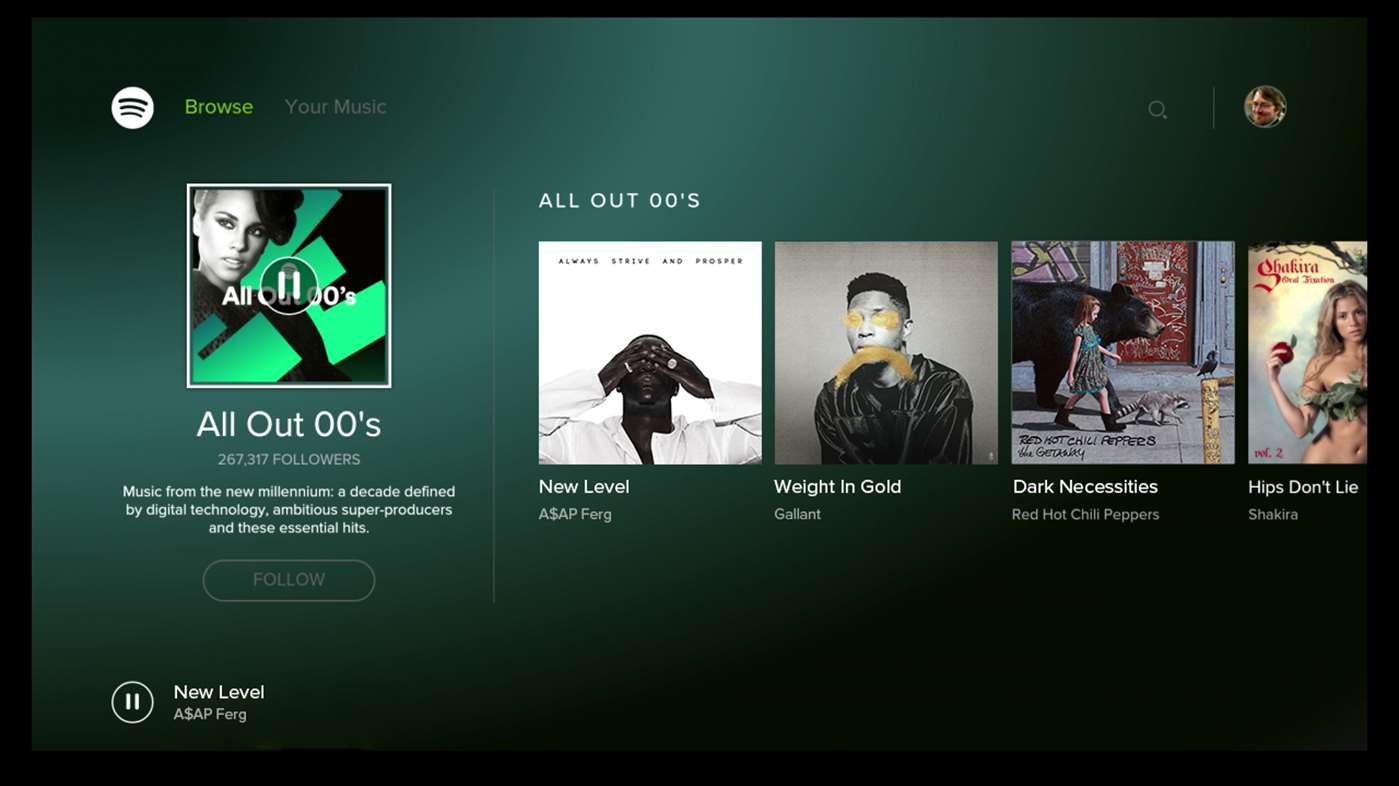 Browse
Your Music
All Out 00's
All Out 00's
267,317 FOLLOWERS
Music from the new millennium: a decade defined
by digital technology, ambitious super-producers
and these essential hits.
FOLLOW
ALL OUT 00'S
ALWAYS STRIVE AND PROSPER
New Level
A$AP Ferg
Weight In Gold
Gallant
RED HOT CHILI PEPPERS
the GETAWAY
Dark Necessities
Red Hot Chili Peppers
Shakira
Oral Fixation
vol. 2
Hips Don't Lie
Shakira
New Level
A$AP Ferg